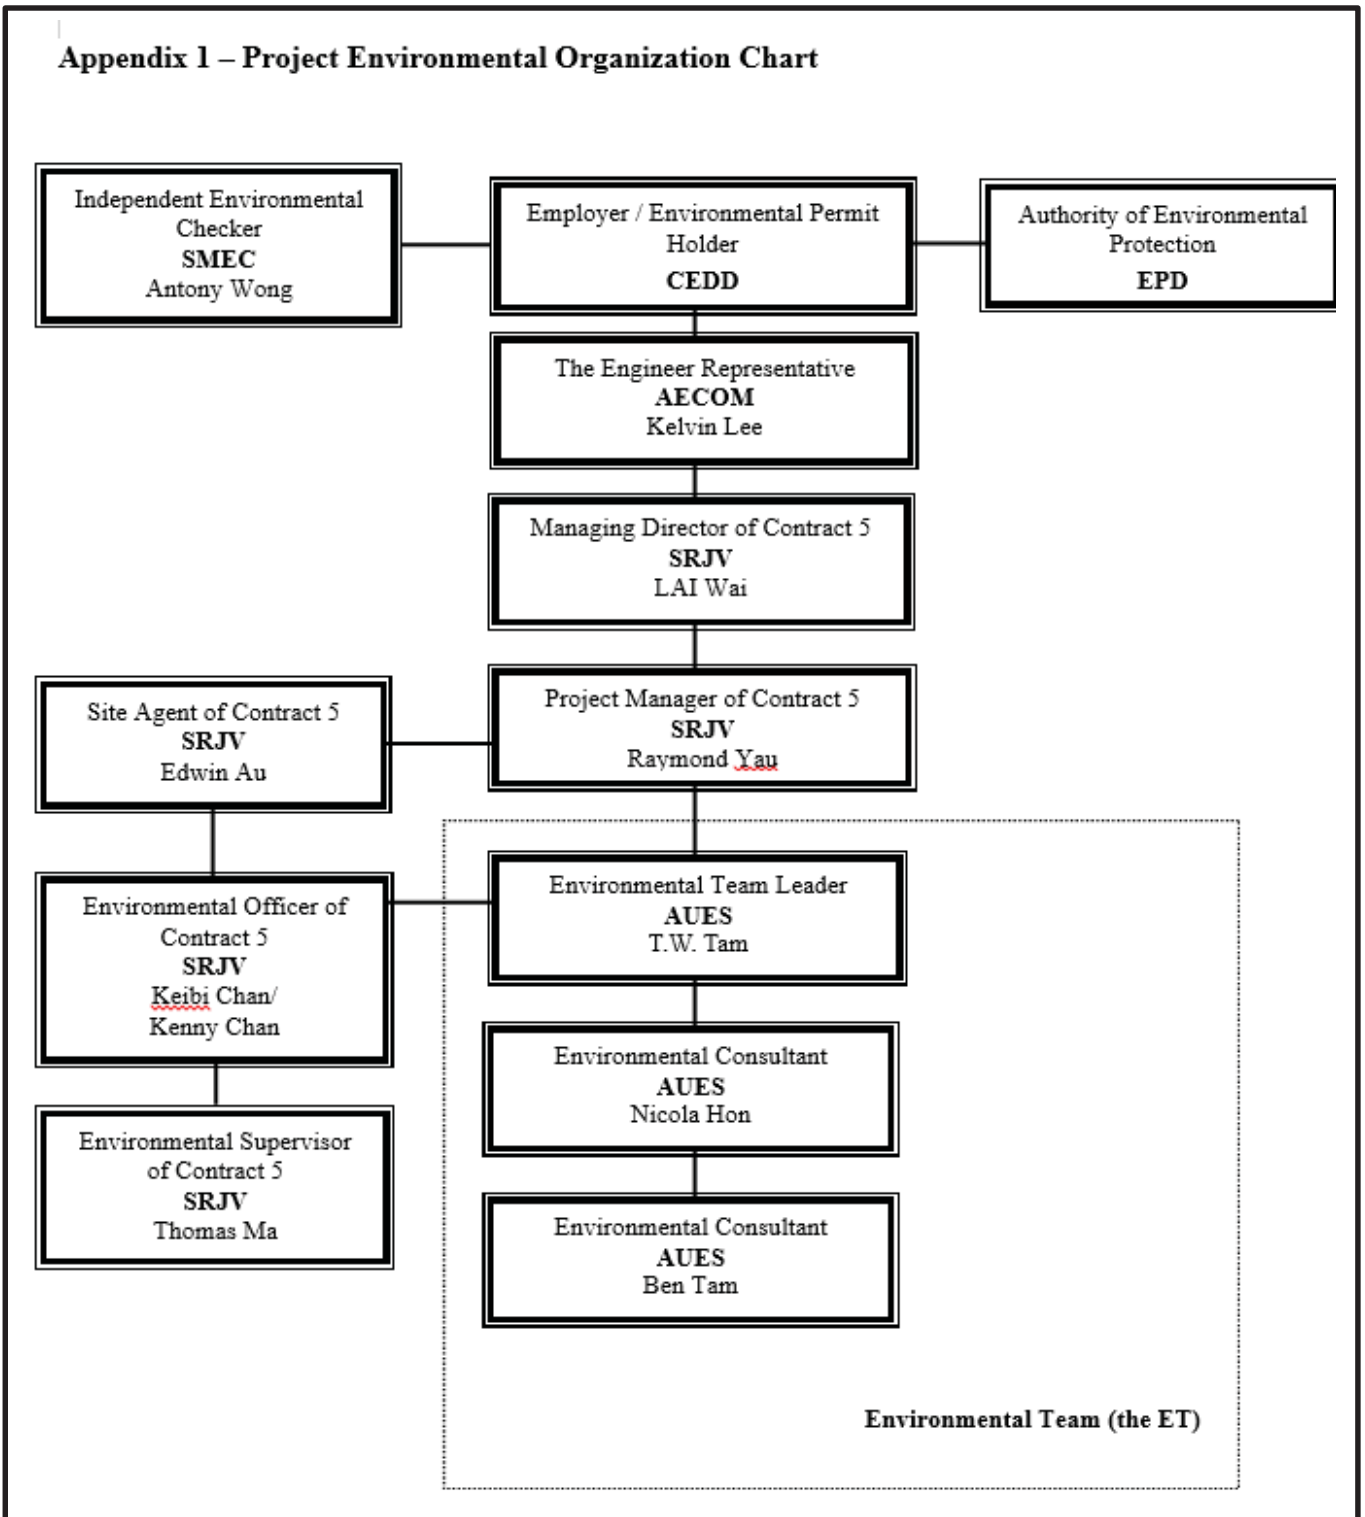 Appendix 1 – Project Environmental Organization Chart
Independent Environmental
Checker
SMEC
Antony Wong
Employer / Environmental Permit
Holder
CEDD
Authority of Environmental
Protection
EPD
The Engineer Representative
AECOM
Kelvin Lee
Managing Director of Contract 5
SRJV
LAI Wai
Site Agent of Contract 5
SRJV
Edwin Au
Project Manager of Contract 5
SRJV
Raymond Yau
Environmental Officer of
Contract 5
SRJV
Keibi Chan/
Kenny Chan
Environmental Team Leader
AUES
T.W. Tam
Environmental Consultant
AUES
Nicola Hon
Environmental Supervisor
of Contract 5
SRJV
Thomas Ma
Environmental Consultant
AUES
Ben Tam
Environmental Team (the ET)